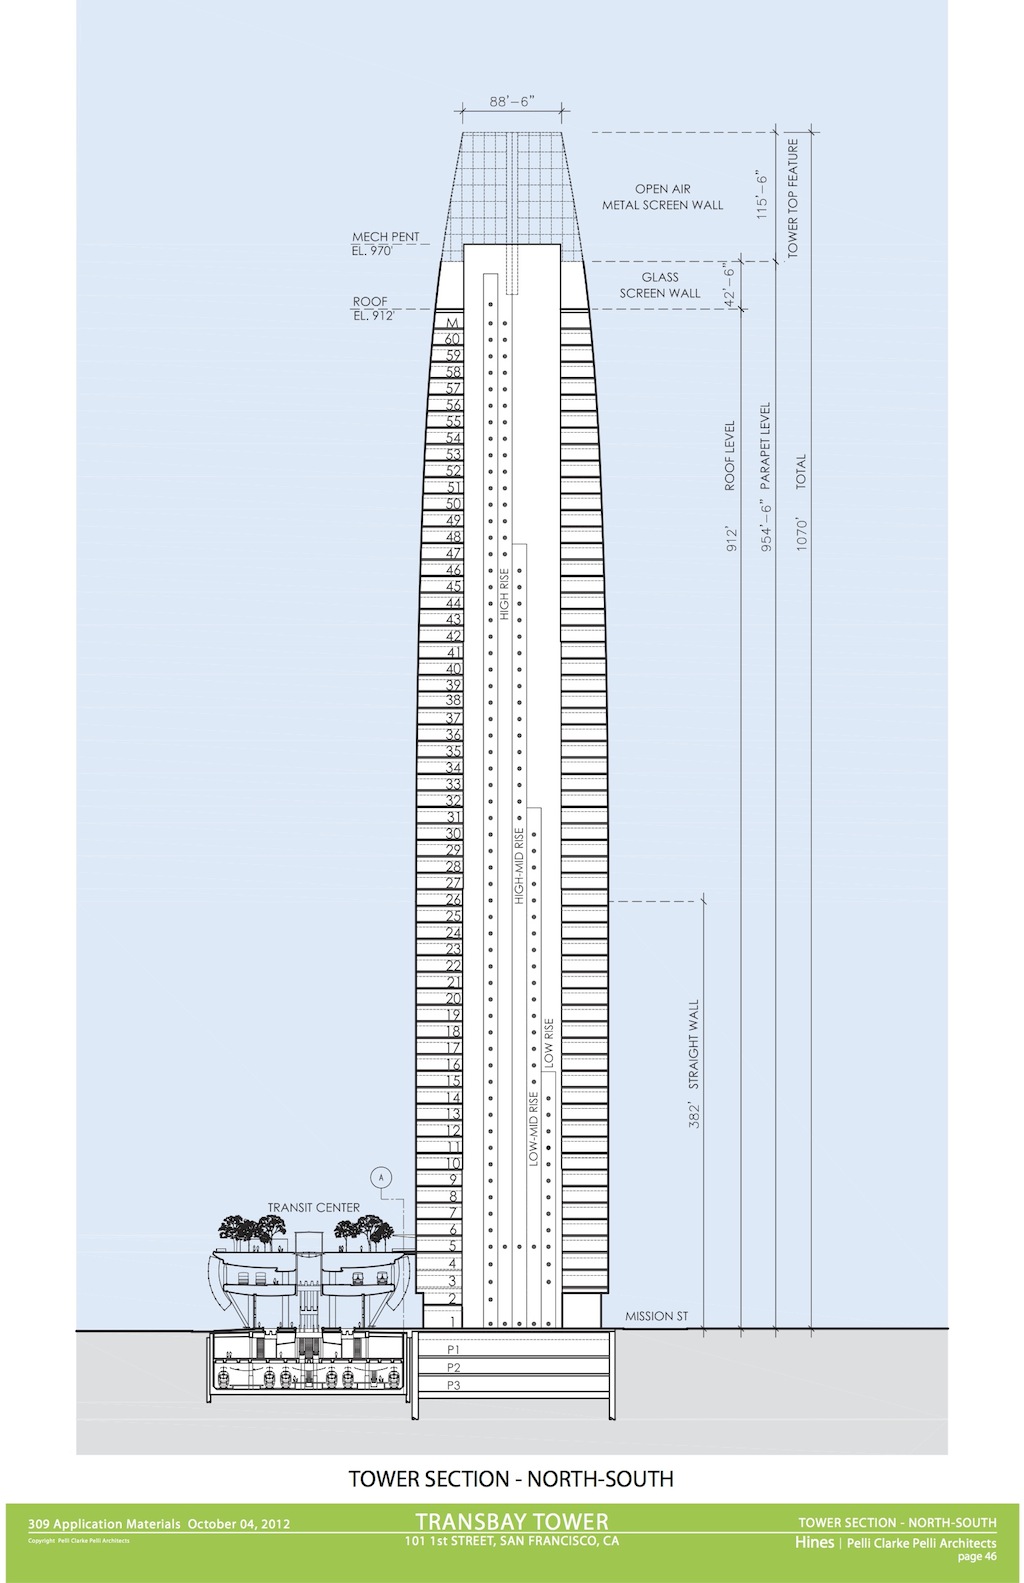 88'-6"
OPEN AIR
METAL SCREEN WALL
115'-6"
TOWER TOP FEATURE
MECH PENT
EL. 970'
GLASS
SCREEN WALL
42'-6"
ROOF
EL. 912'
M
60
59
58
57
56
55
54
53
52
51
50
49
48
47
46
45
44
43
42
41
40
39
38
37
36
35
34
33
32
31
30
29
28
27
26
25
24
23
22
21
20
19
18
17
16
15
14
13
12
11
10
9
8
7
6
5
4
3
2
1
P1
P2
P3
HIGH RISE
HIGH-MID RISE
LOW-MID RISE
LOW RISE
912' ROOF LEVEL
954'-6" PARAPET LEVEL
1070' TOTAL
382' STRAIGHT WALL
A
TRANSIT CENTER
MISSION ST
TOWER SECTION - NORTH-SOUTH
309 Application Materials October 04, 2012
Copyright Pelli Clarke Pelli Architects
TRANSBAY TOWER
101 1st STREET, SAN FRANCISCO, CA
TOWER SECTION - NORTH-SOUTH
Hines | Pelli Clarke Pelli Architects
page 46